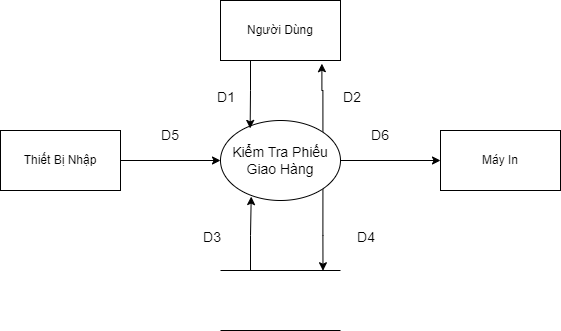 Người Dùng
D1
D2
Thiết Bị Nhập
D5
Kiểm Tra Phiếu
Giao Hàng
D6
Máy In
D3
D4